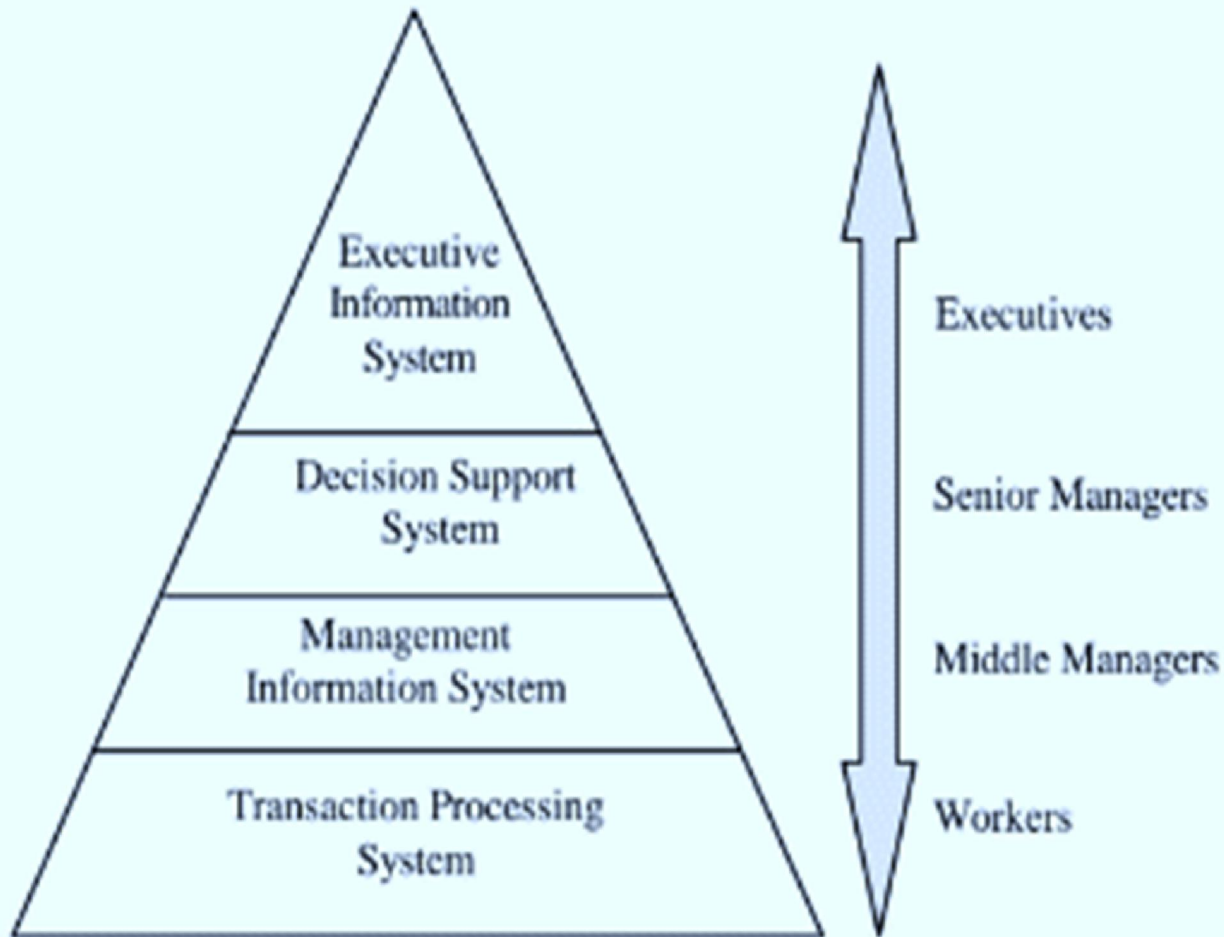 Executive
Information
System
Executives
Decision Support
System
Senior Managers
Management
Information System
Middle Managers
Transaction Processing
System
Workers